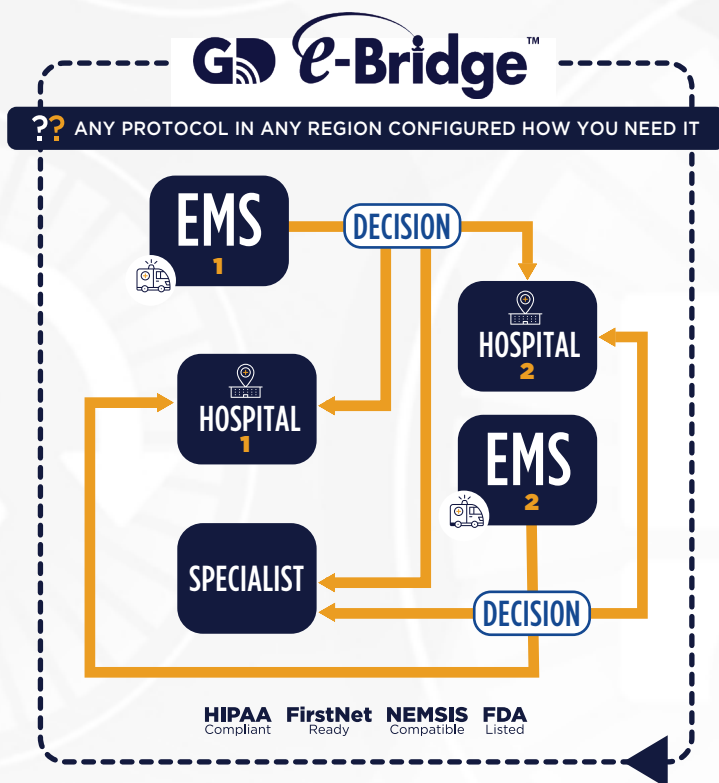 GD e-Bridge™
?? ANY PROTOCOL IN ANY REGION CONFIGURED HOW YOU NEED IT
EMS
1
DECISION
HOSPITAL
2
HOSPITAL
1
EMS
2
SPECIALIST
DECISION
HIPAA FirstNet NEMSIS FDA
Compliant Ready Compatible Listed